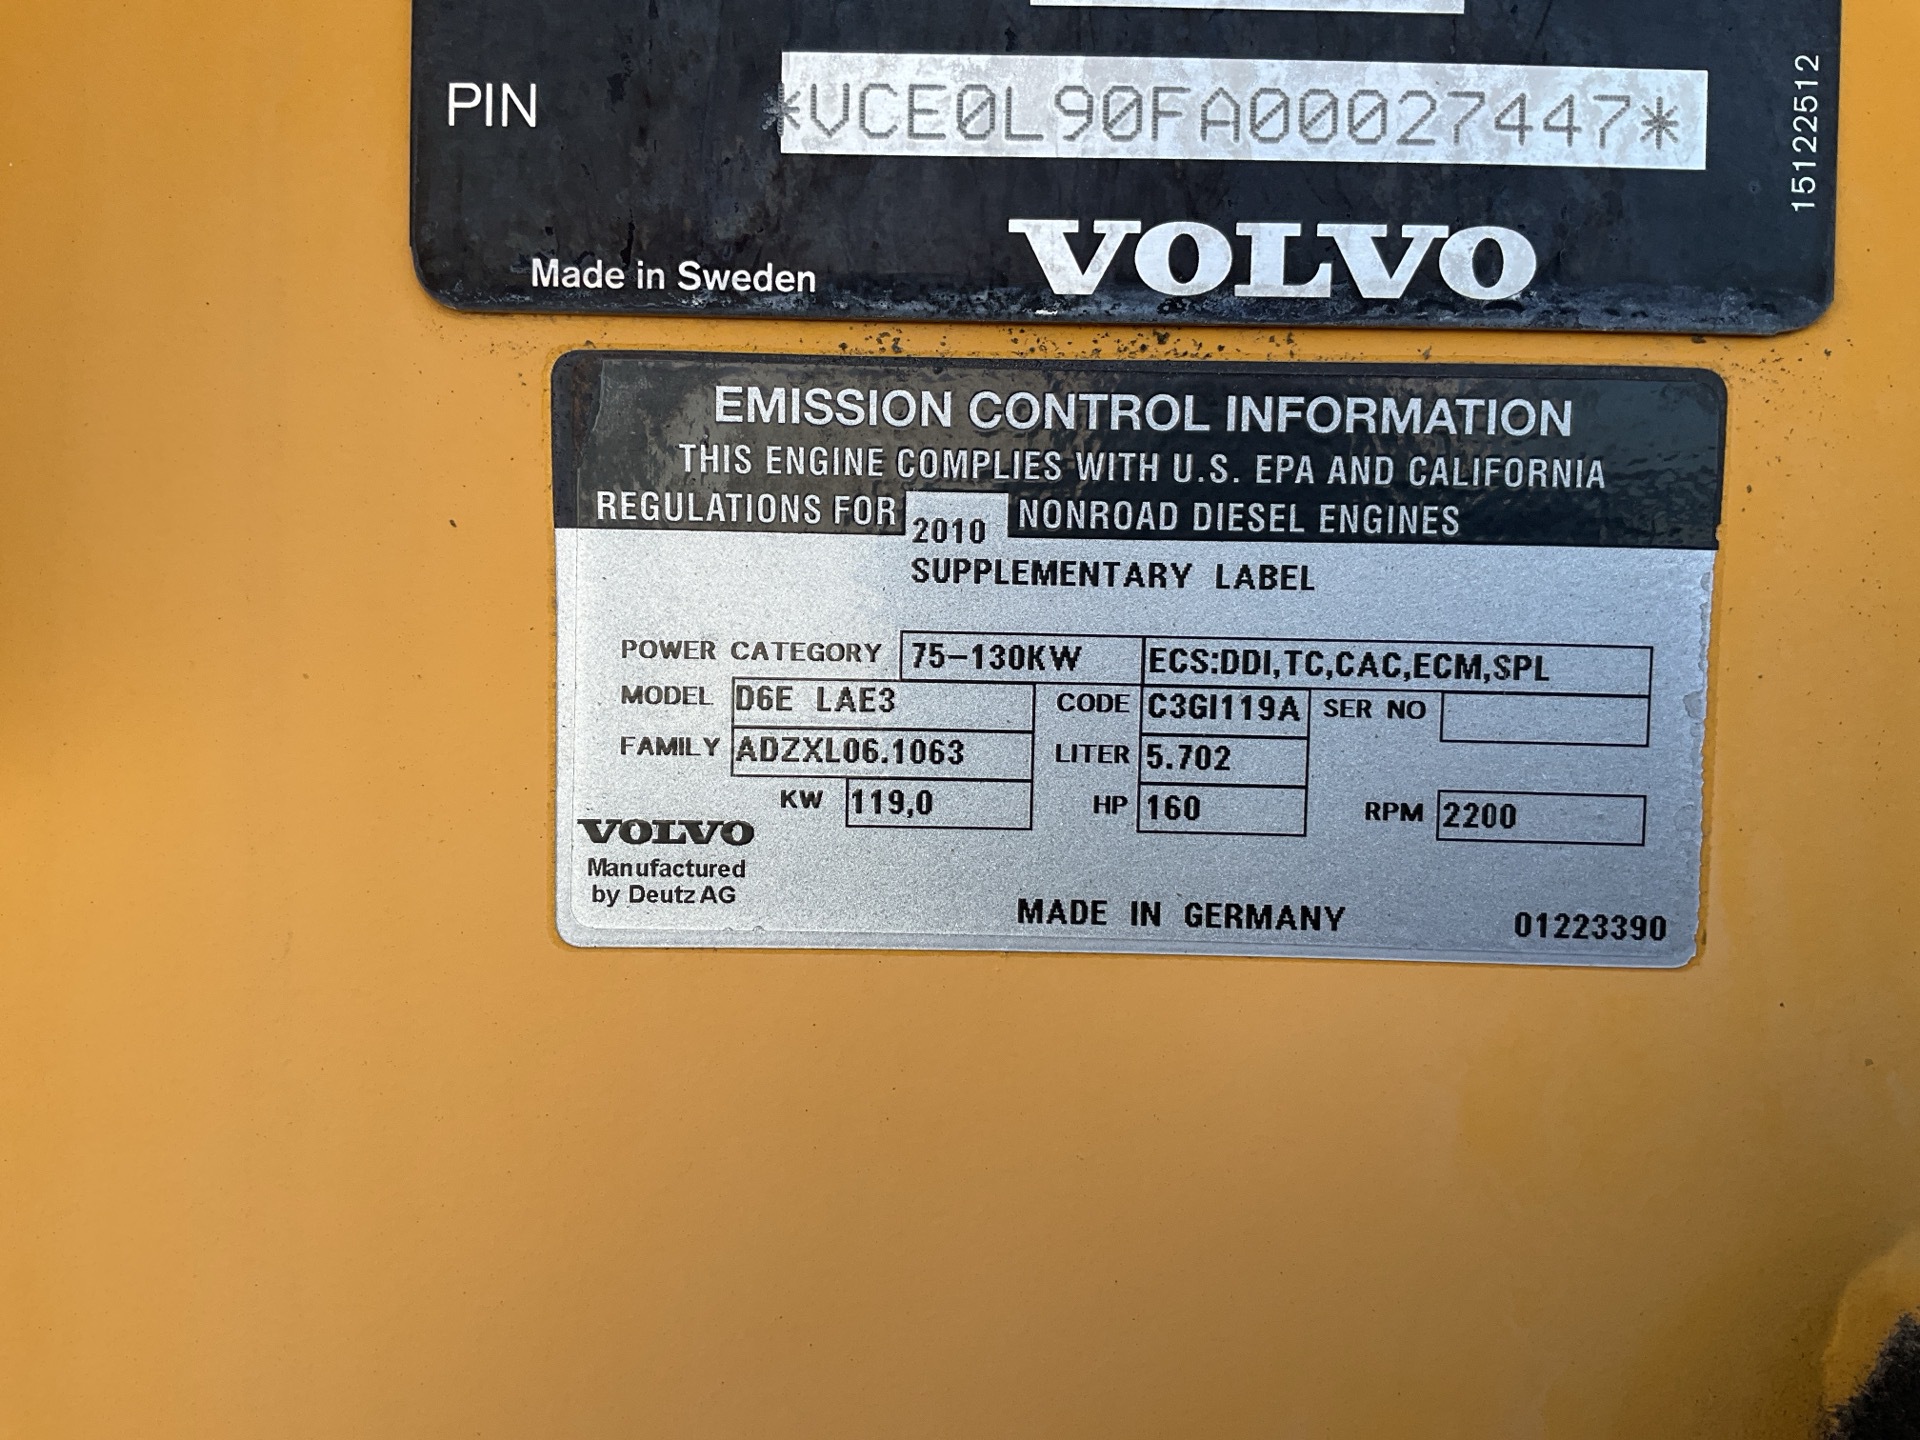 PIN *VCE0L90FA00027447*
15122512
Made in Sweden VOLVO
EMISSION CONTROL INFORMATION
THIS ENGINE COMPLIES WITH U.S. EPA AND CALIFORNIA
REGULATIONS FOR 2010 NONROAD DIESEL ENGINES
SUPPLEMENTARY LABEL
POWER CATEGORY 75-130KW ECS:DDI,TC,CAC,ECM,SPL
MODEL D6E LAE3 CODE C3GI119A SER NO
FAMILY ADZXL06.1063 LITER 5.702
KW 119,0 HP 160 RPM 2200
VOLVO
Manufactured
by Deutz AG
MADE IN GERMANY 01223390